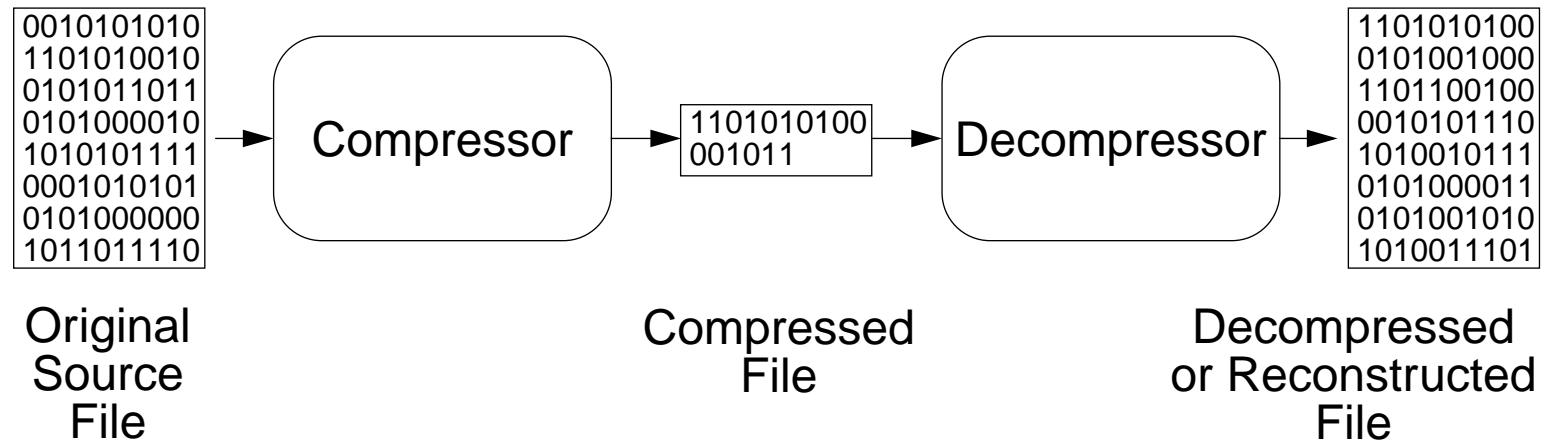 0010101010
1101010010
0101011011
0101000010
1010101111
0001010101
0101000000
1011011110
Compressor
1101010100
001011
Decompressor
1101010100
0101001000
1101100100
0010101110
1010010111
0101000011
0101001010
1010011101
Original
Source
File
Compressed
File
Decompressed
or Reconstructed
File